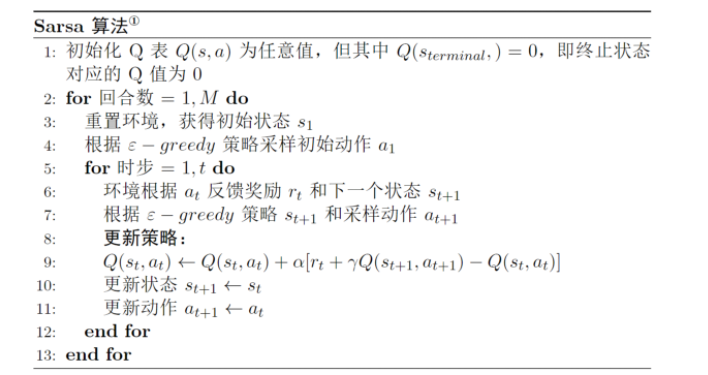 Sarsa 算法①
1: 初始化 Q 表 Q(s, a) 为任意值，但其中 Q(s_{terminal}, ) = 0，即终止状态
对应的 Q 值为 0
2: for 回合数 = 1, M do
3: 重置环境，获得初始状态 s_1
4: 根据 ε − greedy 策略采样初始动作 a_1
5: for 时步 = 1, t do
6: 环境根据 a_t 反馈奖励 r_t 和下一个状态 s_{t+1}
7: 根据 ε − greedy 策略 s_{t+1} 和采样动作 a_{t+1}
8: 更新策略：
9: Q(s_t, a_t) ← Q(s_t, a_t) + α[r_t + γQ(s_{t+1}, a_{t+1}) − Q(s_t, a_t)]
10: 更新状态 s_{t+1} ← s_t
11: 更新动作 a_{t+1} ← a_t
12: end for
13: end for